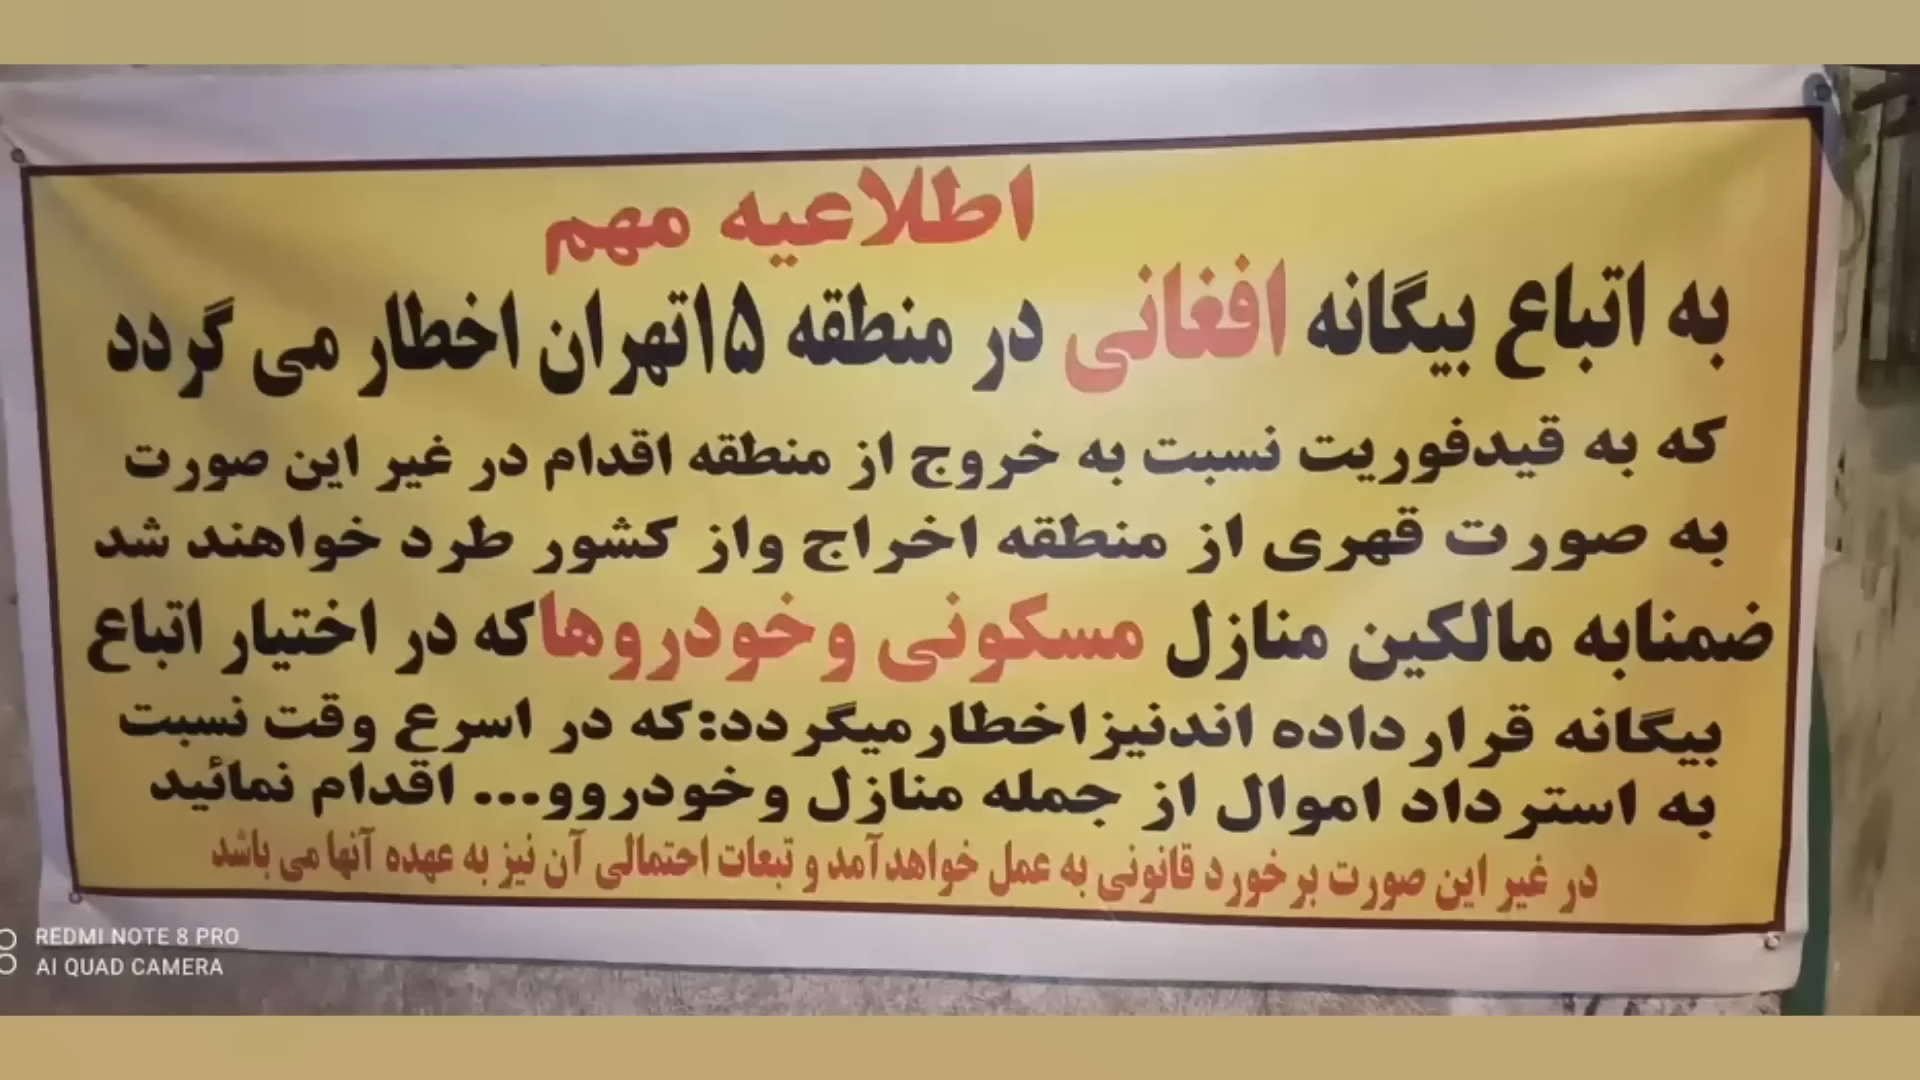 اطلاعیه مهم
به اتباع بیگانه افغانی در منطقه ۱۵تهران اخطار می گردد
که به قیدفوریت نسبت به خروج از منطقه اقدام در غیر این صورت
به صورت قهری از منطقه اخراج واز کشور طرد خواهند شد
ضمنابه مالکین منازل مسکونی وخودروهاکه در اختیار اتباع
بیگانه قرارداده اندنیزاخطارمیگردد:که در اسرع وقت نسبت
به استرداد اموال از جمله منازل وخودروو... اقدام نمائید
در غیر این صورت برخورد قانونی به عمل خواهدآمد و تبعات احتمالی آن نیز به عهده آنها می باشد
REDMI NOTE 8 PRO
AI QUAD CAMERA